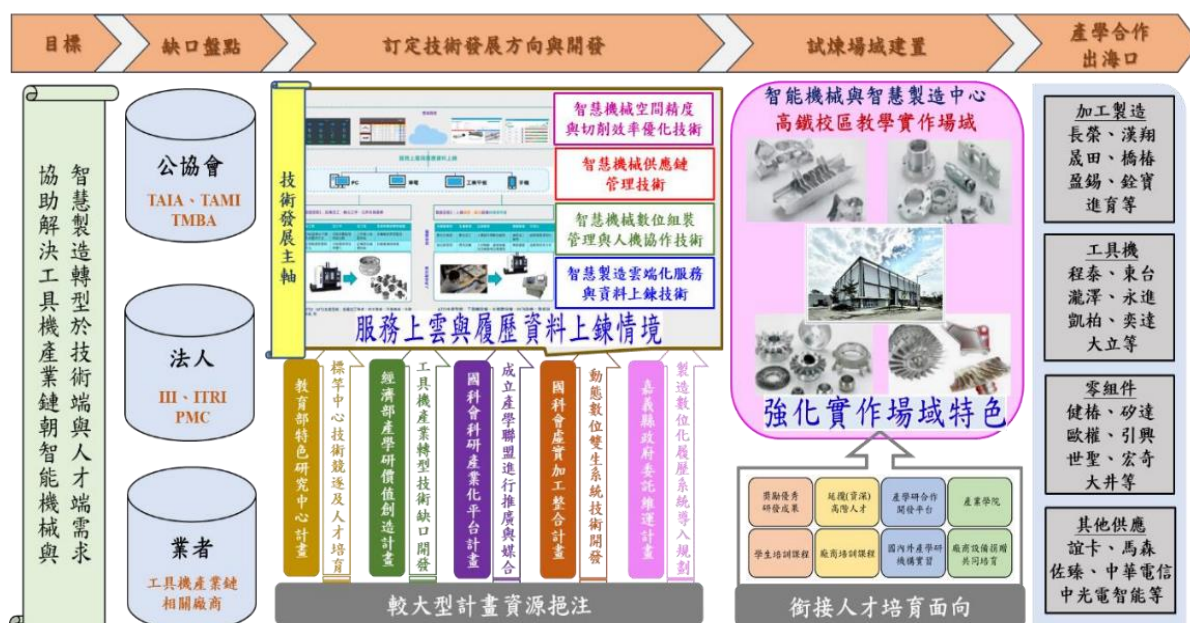 目標
缺口盤點
訂定技術發展方向與開發
試煉場域建置
產學合作
出海口
協助解決工具機產業鏈朝智能機械與
智慧製造轉型於技術端與人才端需求
公協會
TAIA、TAMI
TMBA
法人
III、ITRI
PMC
業者
工具機產業鏈
相關廠商
技術發展主軸
PC
筆電
工業平板
手機
智慧機械空間精度
與切削效率優化技術
智慧機械供應鏈
管理技術
智慧機械數位組裝
管理與人機協作技術
智慧製造雲端化服務
與資料上鍊技術
服務上雲與履歷資料上鍊情境
教育部特色研究中心計畫
標竿中心技術競逐及人才培育
經濟部產學研價值創造計畫
工具機產業轉型技術缺口開發
國科會科研產業化平台計畫
成立產學聯盟進行推廣與媒合
國科會虛實加工整合計畫
動態數位雙生系統技術開發
嘉義縣政府委託維運計畫
製造數位化履歷系統導入規劃
較大型計畫資源挹注
智能機械與智慧製造中心
高鐵校區教學實作場域
強化實作場域特色
獎勵優秀
研發成果
延攬(資深)
高階人才
產學研合作
開發平台
產業學院
學生培訓課程
廠商培訓課程
國內外產學研
機構實習
廠商設備捐贈
共同培育
銜接人才培育面向
加工製造
長榮、漢翔
晟田、橋椿
盈錫、銓寶
進育等
工具機
程泰、東台
瀧澤、永進
凱柏、奕達
大立等
零組件
健椿、矽達
歐權、引興
世聖、宏奇
大井等
其他供應
誼卡、馬森
佐臻、中華電信
中光電智能等